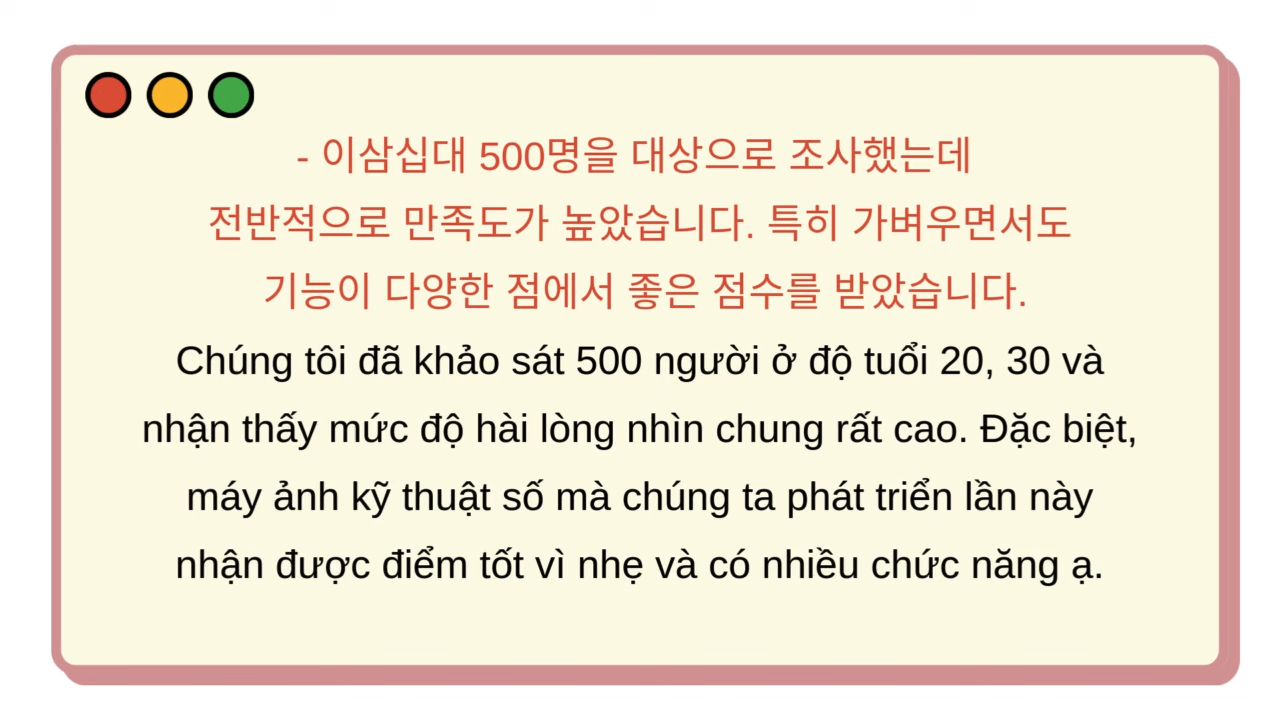 - 이삼십대 500명을 대상으로 조사했는데
전반적으로 만족도가 높았습니다. 특히 가벼우면서도
기능이 다양한 점에서 좋은 점수를 받았습니다.
Chúng tôi đã khảo sát 500 người ở độ tuổi 20, 30 và
nhận thấy mức độ hài lòng nhìn chung rất cao. Đặc biệt,
máy ảnh kỹ thuật số mà chúng ta phát triển lần này
nhận được điểm tốt vì nhẹ và có nhiều chức năng ạ.